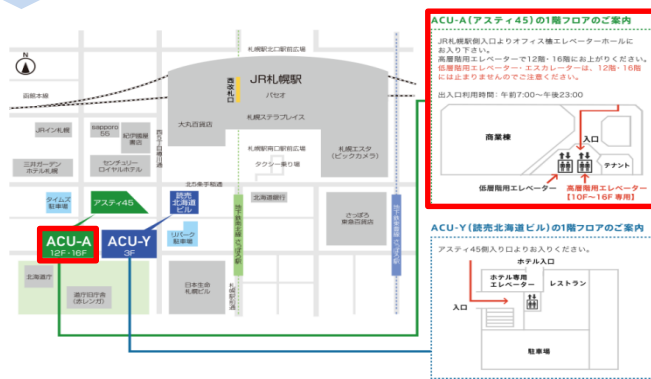 札幌駅北口駅前広場
N
西改札口
JR札幌駅
パセオ
函館本線
大丸百貨店
札幌ステラプレイス
JRイン札幌
sapporo
55
紀伊國屋
書店
札幌駅南口駅前広場
タクシー乗り場
札幌エスタ
(ビックカメラ)
三井ガーデン
ホテル札幌
センチュリー
ロイヤルホテル
北5条手稲通
タイムズ
駐車場
アスティ45
読売
北海道
ビル
北海道銀行
さっぽろ
東急百貨店
ACU-A
12F・16F
ACU-Y
3F
リパーク
駐車場
北海道庁
道庁旧庁舎
(赤レンガ)
日本生命
札幌ビル
地下鉄南北線さっぽろ駅
地下鉄東豊線さっぽろ駅
ACU-A(アスティ45)の1階フロアのご案内
JR札幌駅側入口よりオフィス棟エレベーターホールに
お入り下さい。
高層階用エレベーターで12階・16階にお上がりください。
低層階用エレベーター・エスカレーターは、12階・16階
には止まりませんのでご注意ください。
出入口利用時間:午前7:00～午後23:00
商業棟
入口
テナント
低層階用エレベーター
高層階用エレベーター
【10F～16F 専用】
ACU-Y(読売北海道ビル)の1階フロアのご案内
アスティ45側入り口よりお入りください。
ホテル入口
ホテル専用
エレベーター
レストラン
入口
駐車場